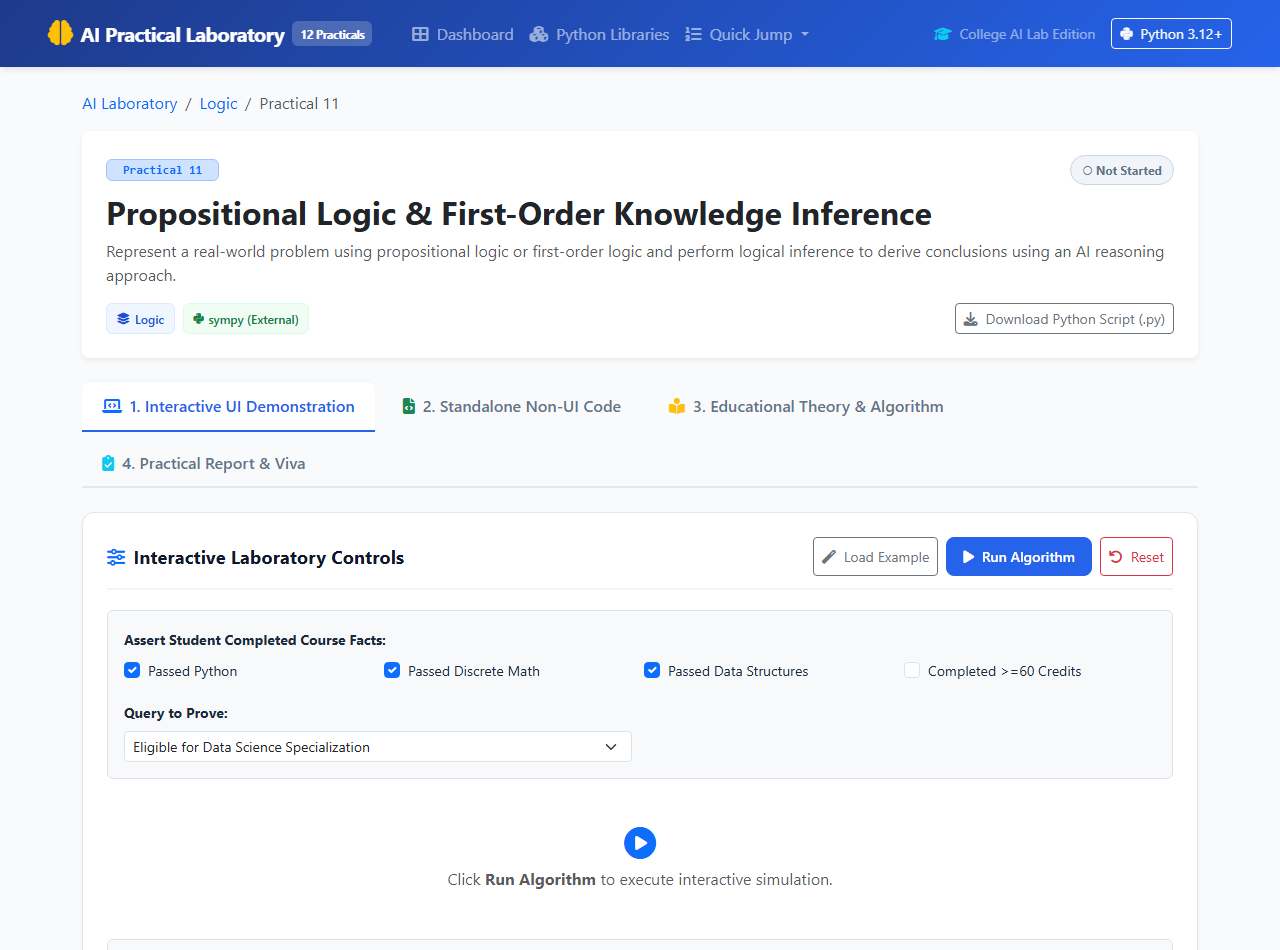 AI Practical Laboratory 12 Practicals Dashboard Python Libraries Quick Jump College AI Lab Edition Python 3.12+
AI Laboratory / Logic / Practical 11
Practical 11 Not Started
Propositional Logic & First-Order Knowledge Inference
Represent a real-world problem using propositional logic or first-order logic and perform logical inference to derive conclusions using an AI reasoning
approach.
Logic sympy (External) Download Python Script (.py)
1. Interactive UI Demonstration 2. Standalone Non-UI Code 3. Educational Theory & Algorithm
4. Practical Report & Viva
Interactive Laboratory Controls Load Example Run Algorithm Reset
Assert Student Completed Course Facts:
Passed Python Passed Discrete Math Passed Data Structures Completed >=60 Credits
Query to Prove:
Eligible for Data Science Specialization
Click Run Algorithm to execute interactive simulation.